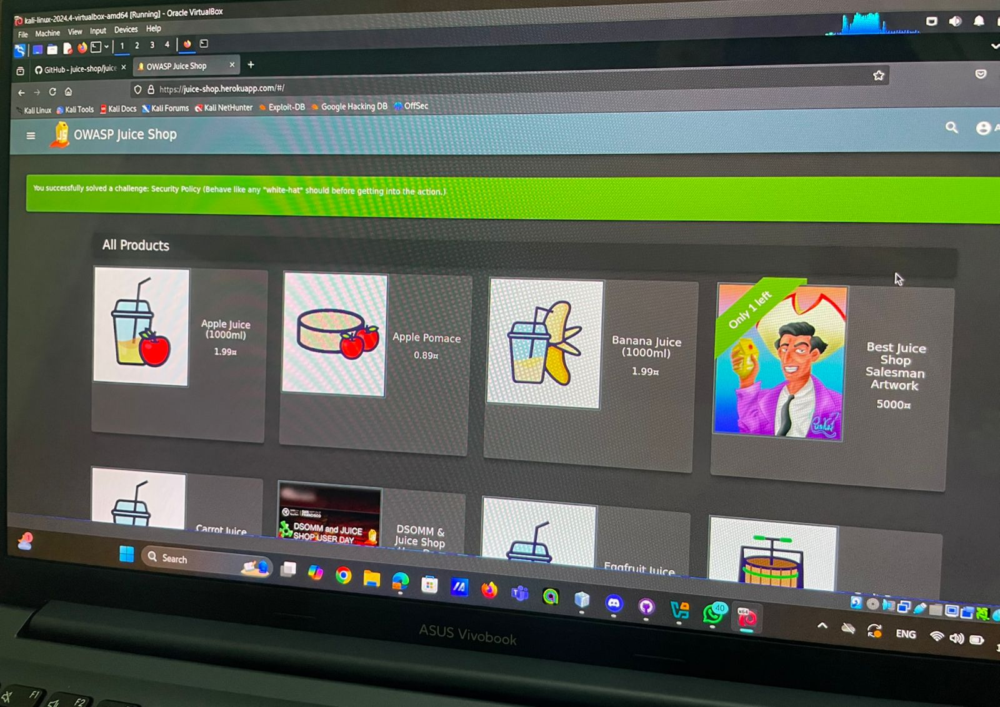 kali-linux-2024.4-virtualbox-amd64 [Running] - Oracle VirtualBox
File Machine View Input Devices Help
1 2 3 4
GitHub - juice-shop/juice
OWASP Juice Shop
https://juice-shop.herokuapp.com/#/
Kali Linux Kali Tools Kali Docs Kali Forums Kali NetHunter Exploit-DB Google Hacking DB OffSec
JS
OWASP Juice Shop
You successfully solved a challenge: Security Policy (Behave like any "white-hat" should before getting into the action.)
All Products
Apple Juice
(1000ml)
1.99¤
Apple Pomace
0.89¤
Banana Juice
(1000ml)
1.99¤
Only 1 left
Best Juice
Shop
Salesman
Artwork
5000¤
Carrot Juice
SAN
FRANCISCO
DSOMM and JUICE
SHOP USER DAY
DSOMM &
Juice Shop
Eggfruit Juice
1
Search
40
ENG
ASUS Vivobook
F1
F2